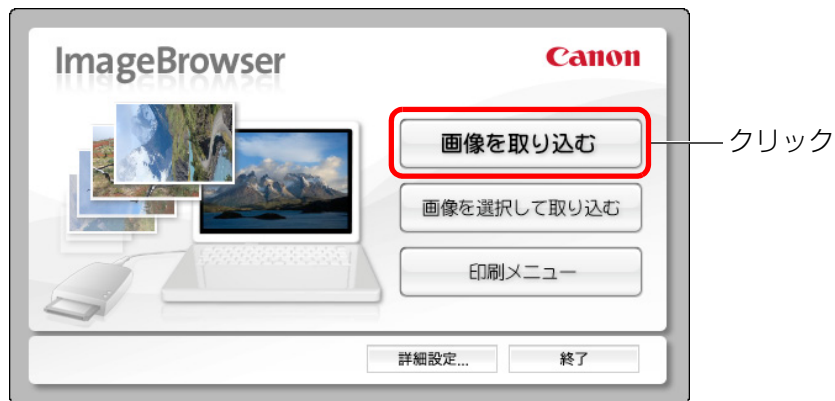 ImageBrowser
Canon
画像を取り込む
クリック
画像を選択して取り込む
印刷メニュー
詳細設定...
終了